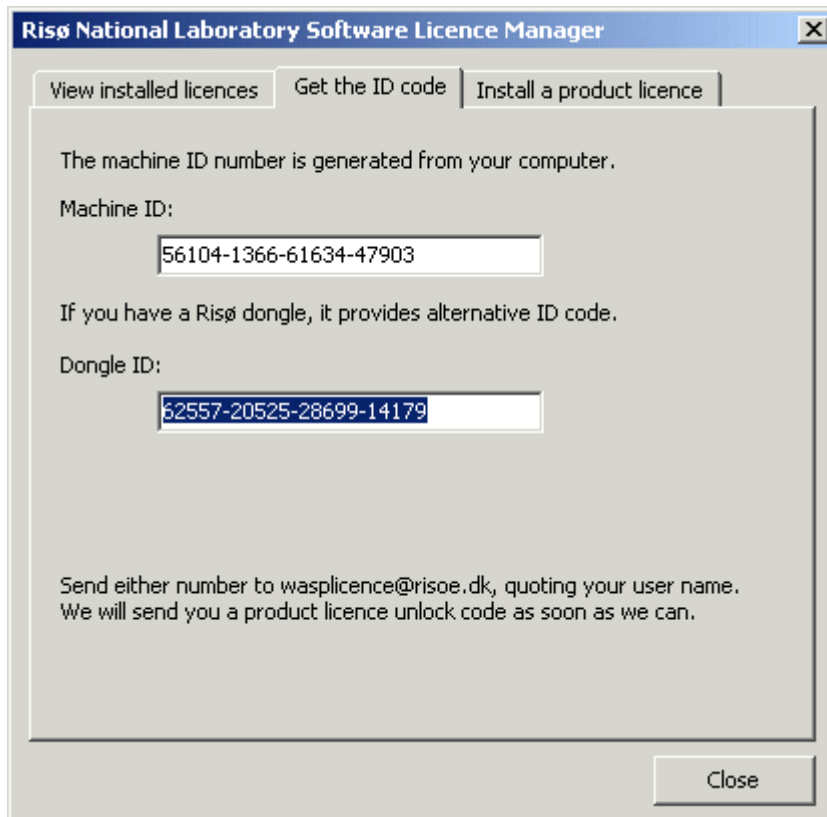 Risø National Laboratory Software Licence Manager
View installed licences
Get the ID code
Install a product licence
The machine ID number is generated from your computer.
Machine ID:
56104-1366-61634-47903
If you have a Risø dongle, it provides alternative ID code.
Dongle ID:
62557-20525-28699-14179
Send either number to wasplicence@risoe.dk, quoting your user name.
We will send you a product licence unlock code as soon as we can.
Close